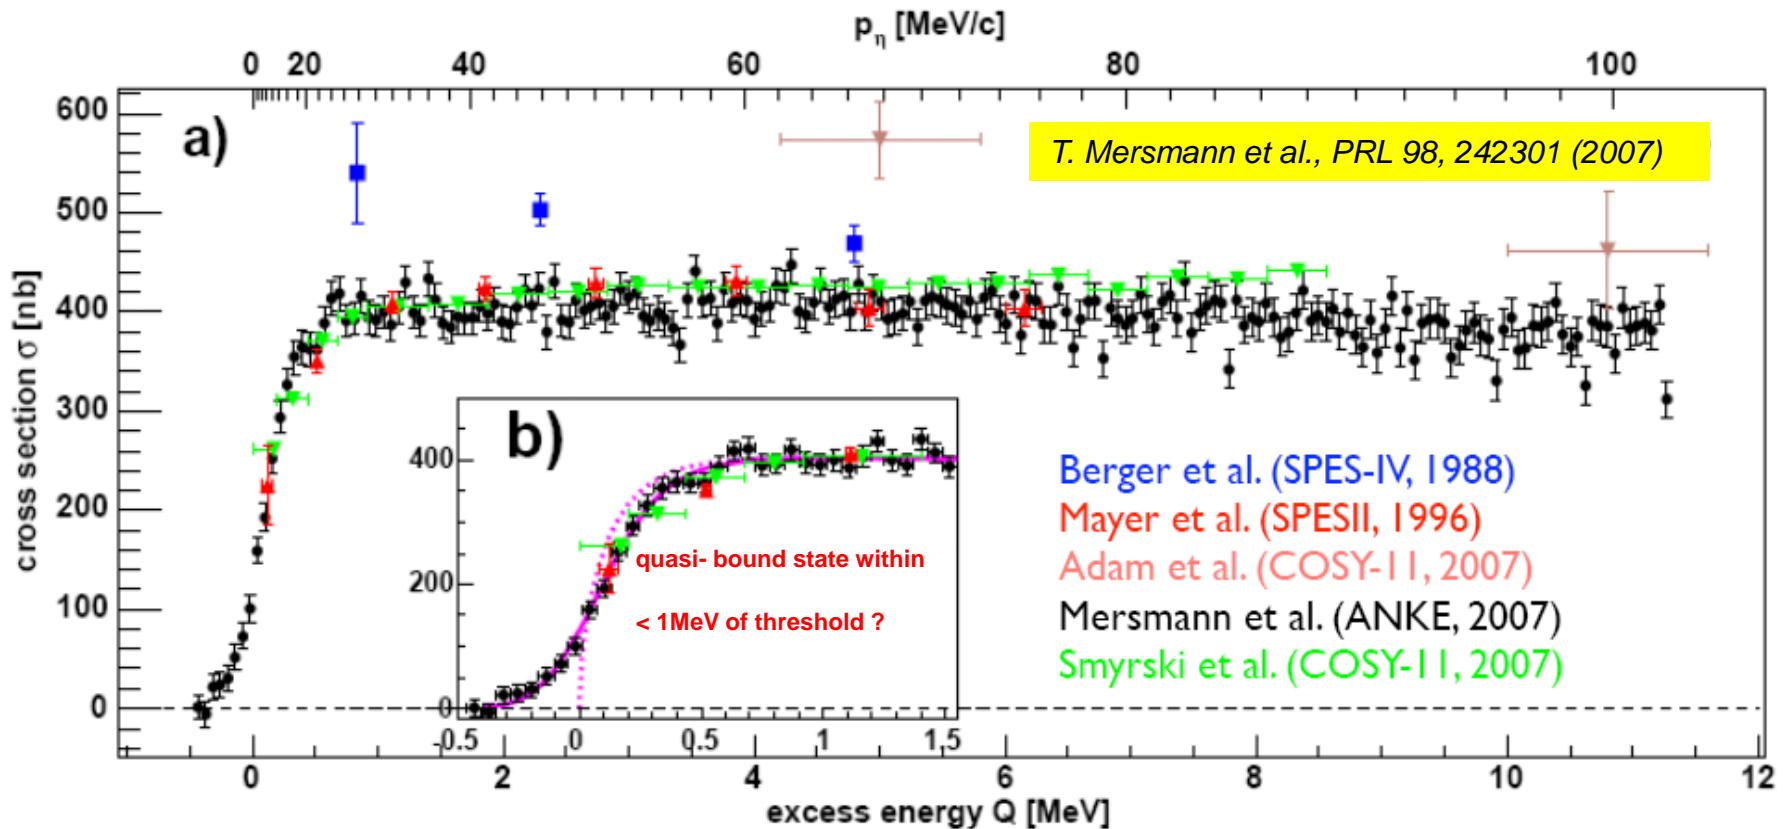 p_η [MeV/c]
0 20 40 60 80 100
600
500
400
300
200
100
0
cross section σ [nb]
a)
T. Mersmann et al., PRL 98, 242301 (2007)
b)
400
200
0
quasi- bound state within
< 1MeV of threshold ?
-0.5 0 0.5 1 1.5
Berger et al. (SPES-IV, 1988)
Mayer et al. (SPESII, 1996)
Adam et al. (COSY-11, 2007)
Mersmann et al. (ANKE, 2007)
Smyrski et al. (COSY-11, 2007)
0 2 4 6 8 10 12
excess energy Q [MeV]